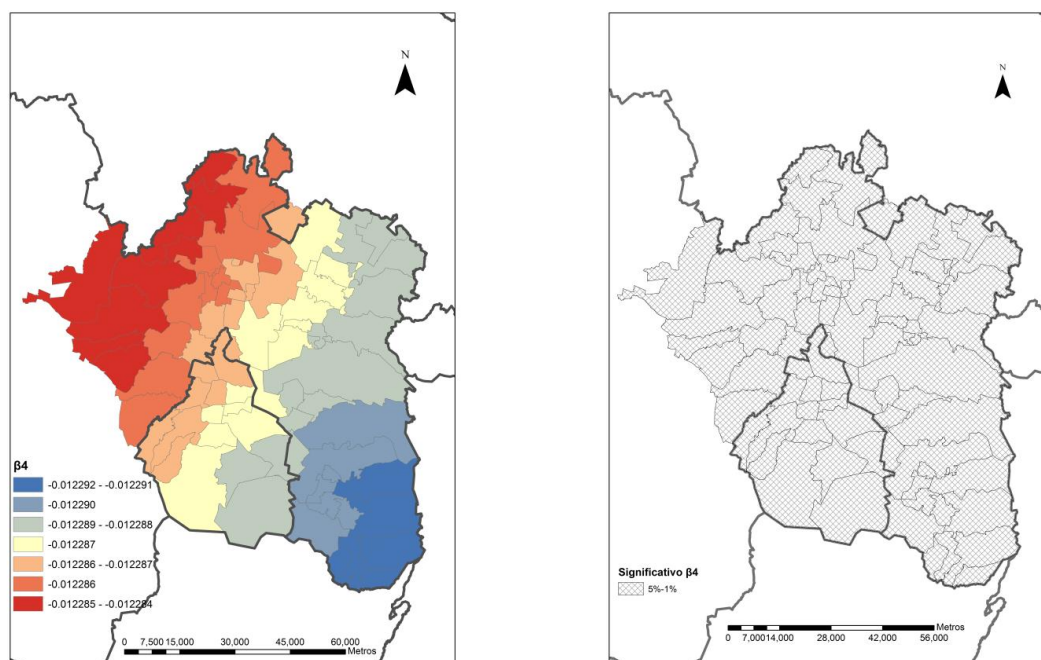 N
β4
-0.012292 - -0.012291
-0.012290
-0.012289 - -0.012288
-0.012287
-0.012286 - -0.012287
-0.012286
-0.012285 - -0.012284
0 7,500 15,000 30,000 45,000 60,000
Metros
N
Significativo β4
5%-1%
0 7,000 14,000 28,000 42,000 56,000
Metros